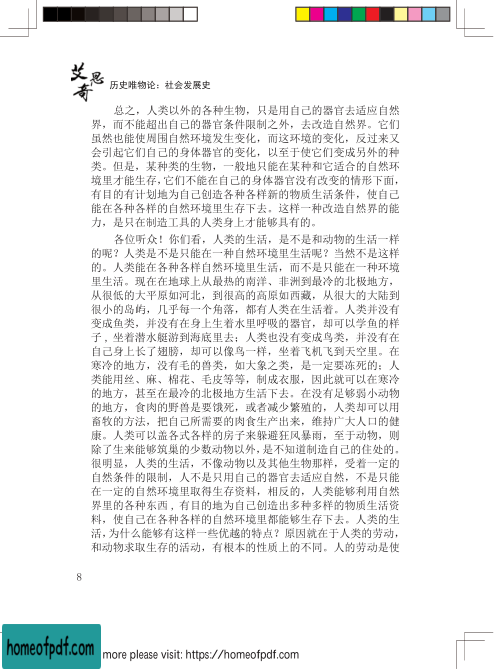 艾思奇
历史唯物论：社会发展史
总之，人类以外的各种生物，只是用自己的器官去适应自然
界，而不能超出自己的器官条件限制之外，去改造自然界。它们
虽然也能使周围自然环境发生变化，而这环境的变化，反过来又
会引起它们自己的身体器官的变化，以至于使它们变成另外的种
类。但是，某种类的生物，一般地只能在某种和它适合的自然环
境里才能生存，它们不能在自己的身体器官没有改变的情形下面，
有目的有计划地为自己创造各种各样新的物质生活条件，使自己
能在各种各样的自然环境里生存下去。这样一种改造自然界的能
力，是只在制造工具的人类身上才能够具有的。
各位听众！你们看，人类的生活，是不是和动物的生活一样
的呢？人类是不是只能在一种自然环境里生活呢？当然不是这样
的。人类能在各种各样自然环境里生活，而不是只能在一种环境
里生活。现在在地球上从最热的南洋、非洲到最冷的北极地方，
从很低的大平原如河北，到很高的高原如西藏，从很大的大陆到
很小的岛屿，几乎每一个角落，都有人类在生活着。人类并没有
变成鱼类，并没有在身上生着水里呼吸的器官，却可以学鱼的样
子，坐着潜水艇游到海底里去；人类也没有变成鸟类，并没有在
自己身上长了翅膀，却可以像鸟一样，坐着飞机飞到天空里。在
寒冷的地方，没有毛的兽类，如大象之类，是一定要冻死的；人
类能用丝、麻、棉花、毛皮等等，制成衣服，因此就可以在寒冷
的地方，甚至在最冷的北极地方生活下去。在没有足够弱小动物
的地方，食肉的野兽是要饿死，或者减少繁殖的，人类却可以用
畜牧的方法，把自己所需要的肉食生产出来，维持广大人口的健
康。人类可以盖各式各样的房子来躲避狂风暴雨，至于动物，则
除了生来能够筑巢的少数动物以外，是不知道制造自己的住处的。
很明显，人类的生活，不像动物以及其他生物那样，受着一定的
自然条件的限制，人不是只用自己的器官去适应自然，不是只能
在一定的自然环境里取得生存资料，相反的，人类能够利用自然
界里的各种东西，有目的地为自己创造出多种多样的物质生活资
料，使自己在各种各样的自然环境里都能够生存下去。人类的生
活，为什么能够有这样一些优越的特点？原因就在于人类的劳动，
和动物求取生存的活动，有根本的性质上的不同。人的劳动是使
8
homeofpdf.com
more please visit: https://homeofpdf.com